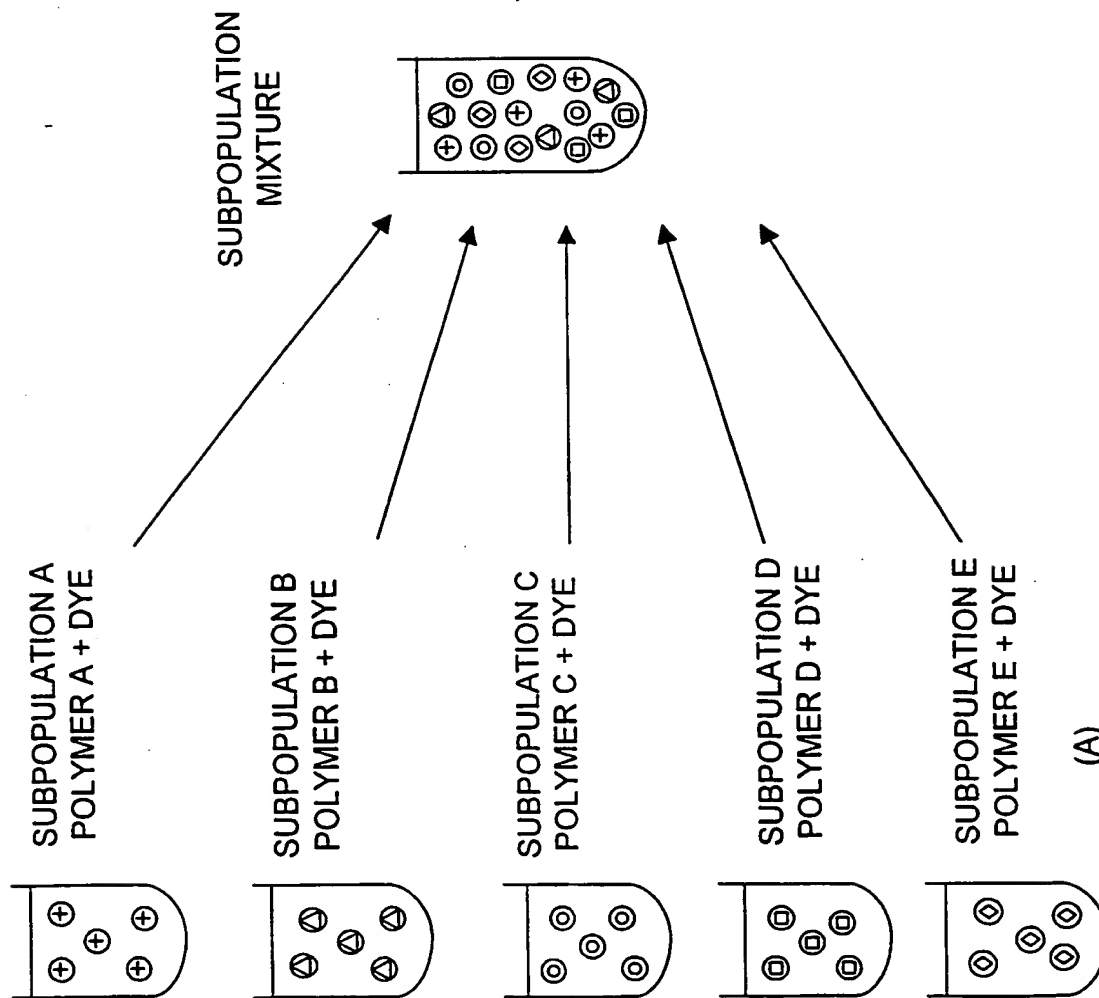 SUBPOPULATION A
POLYMER A + DYE
SUBPOPULATION B
POLYMER B + DYE
SUBPOPULATION C
POLYMER C + DYE
SUBPOPULATION D
POLYMER D + DYE
SUBPOPULATION E
POLYMER E + DYE
SUBPOPULATION
MIXTURE
(A)